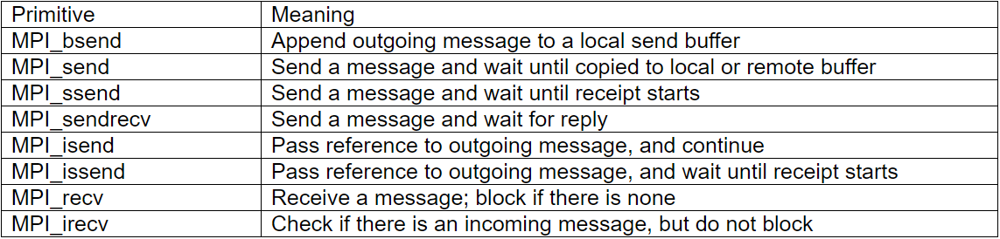 Primitive Meaning
MPI_bsend Append outgoing message to a local send buffer
MPI_send Send a message and wait until copied to local or remote buffer
MPI_ssend Send a message and wait until receipt starts
MPI_sendrecv Send a message and wait for reply
MPI_isend Pass reference to outgoing message, and continue
MPI_issend Pass reference to outgoing message, and wait until receipt starts
MPI_recv Receive a message; block if there is none
MPI_irecv Check if there is an incoming message, but do not block